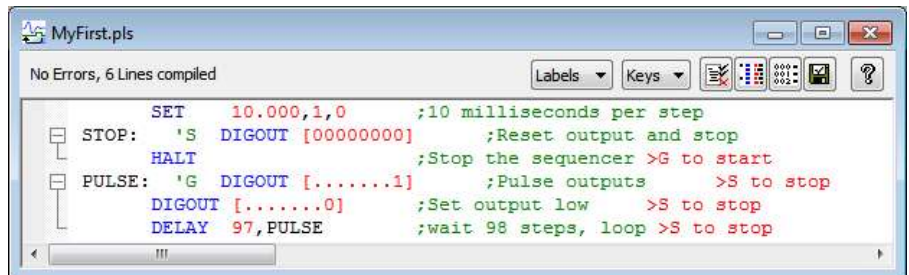 MyFirst.pls
No Errors, 6 Lines compiled Labels Keys ?
SET 10.000,1,0 ;10 milliseconds per step
STOP: 'S DIGOUT [00000000] ;Reset output and stop
HALT ;Stop the sequencer >G to start
PULSE: 'G DIGOUT [.......1] ;Pulse outputs >S to stop
DIGOUT [.......0] ;Set output low >S to stop
DELAY 97,PULSE ;wait 98 steps, loop >S to stop